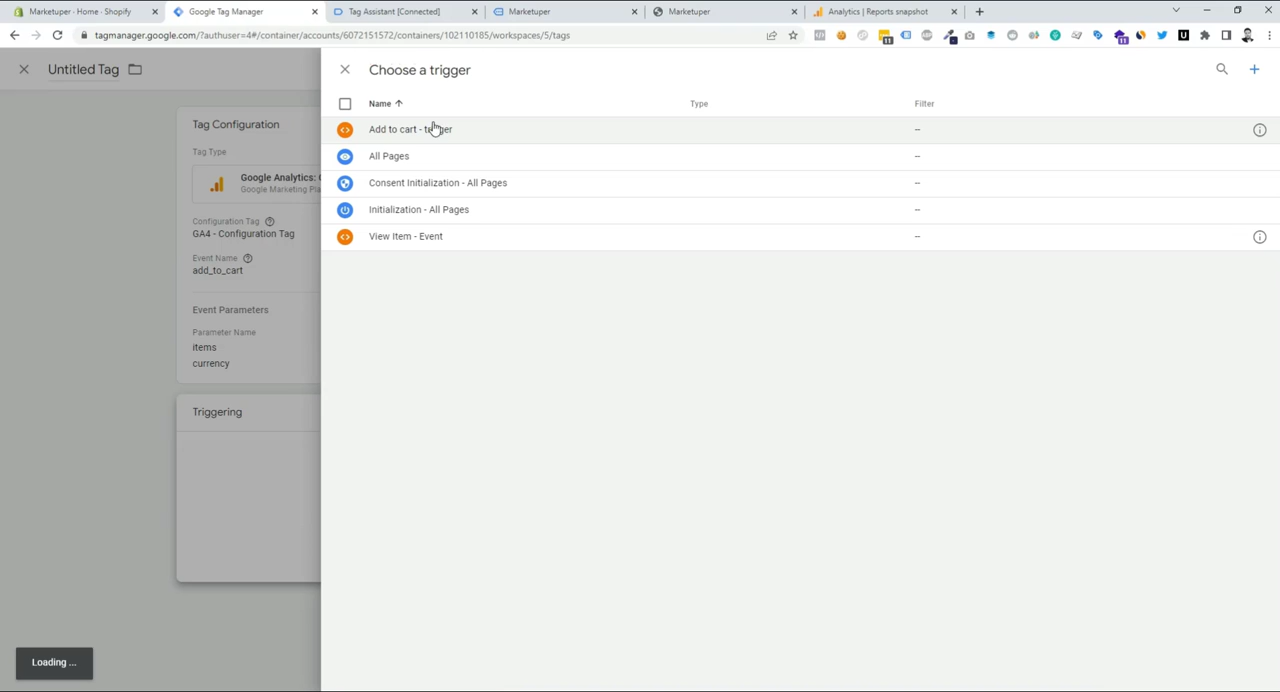 Marketuper · Home · Shopify
Google Tag Manager
Tag Assistant [Connected]
Marketuper
Marketuper
Analytics | Reports snapshot
tagmanager.google.com/?authuser=4#/container/accounts/6072151572/containers/102110185/workspaces/5/tags
11
11
Untitled Tag
Choose a trigger
Name
Type
Filter
Add to cart -
--
All Pages
--
Consent Initialization - All Pages
--
Initialization - All Pages
--
View Item - Event
--
Tag Configuration
Tag Type
Google Analytics:
Google Marketing
Configuration Tag
GA4 - Configuration Tag
Event Name
add_to_cart
Event Parameters
Parameter Name
items
currency
Triggering
Loading ...